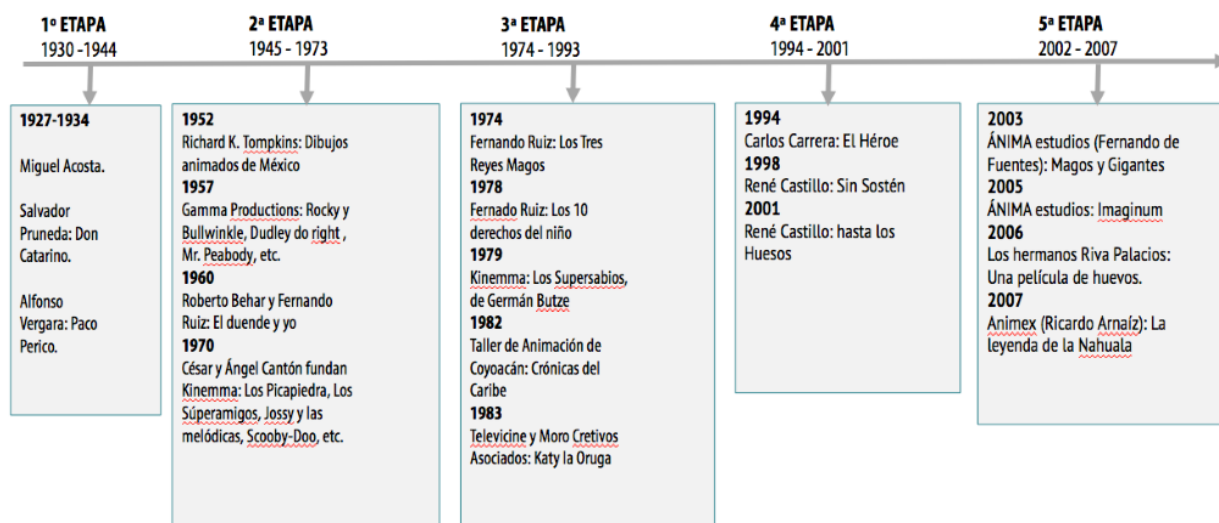 1º ETAPA
1930 -1944
2ª ETAPA
1945 - 1973
3ª ETAPA
1974 - 1993
4ª ETAPA
1994 - 2001
5ª ETAPA
2002 - 2007
1927-1934
Miguel Acosta.
Salvador
Pruneda: Don
Catarino.
Alfonso
Vergara: Paco
Perico.
1952
Richard K. Tompkins: Dibujos
animados de México
1957
Gamma Productions: Rocky y
Bullwinkle, Dudley do right ,
Mr. Peabody, etc.
1960
Roberto Behar y Fernando
Ruiz: El duende y yo
1970
César y Ángel Cantón fundan
Kinemma: Los Picapiedra, Los
Súperamigos, Jossy y las
melódicas, Scooby-Doo, etc.
1974
Fernando Ruiz: Los Tres
Reyes Magos
1978
Fernado Ruiz: Los 10
derechos del niño
1979
Kinemma: Los Supersabios,
de Germán Butze
1982
Taller de Animación de
Coyoacán: Crónicas del
Caribe
1983
Televicine y Moro Cretivos
Asociados: Katy la Oruga
1994
Carlos Carrera: El Héroe
1998
René Castillo: Sin Sostén
2001
René Castillo: hasta los
Huesos
2003
ÁNIMA estudios (Fernando de
Fuentes): Magos y Gigantes
2005
ÁNIMA estudios: Imaginum
2006
Los hermanos Riva Palacios:
Una película de huevos.
2007
Animex (Ricardo Arnaíz): La
leyenda de la Nahuala